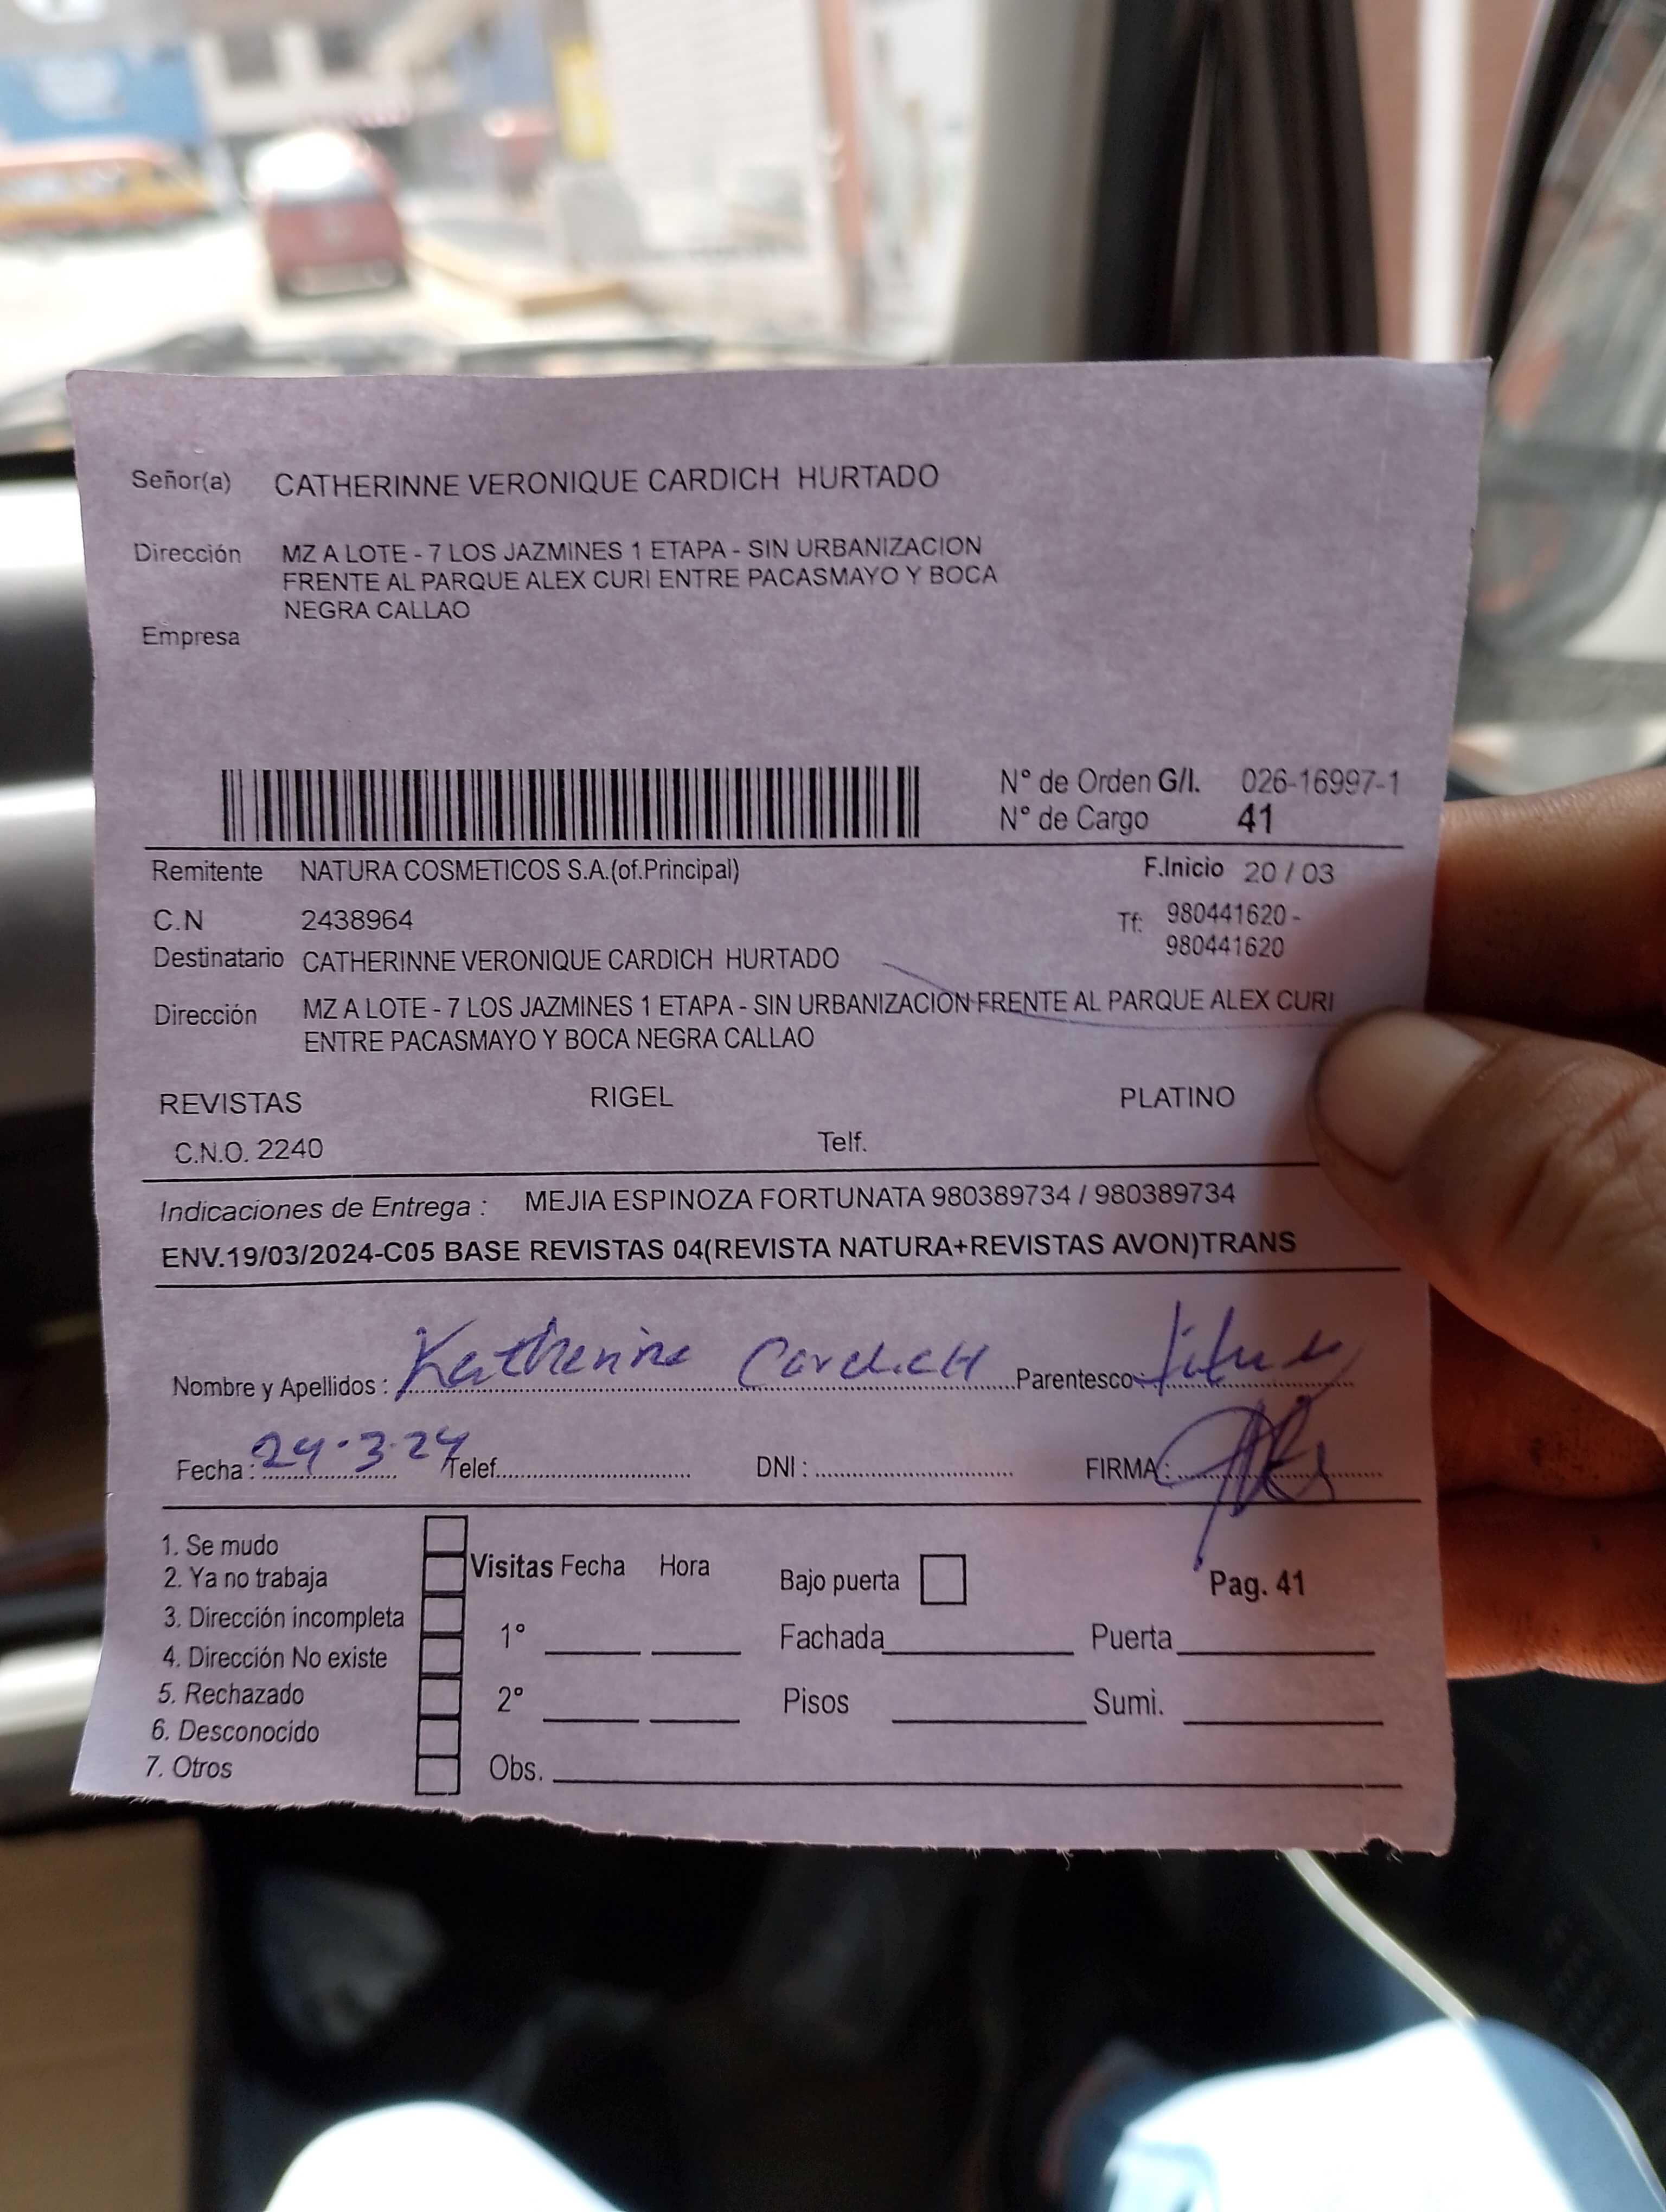 Señor(a) CATHERINNE VERONIQUE CARDICH HURTADO
Dirección MZ A LOTE - 7 LOS JAZMINES 1 ETAPA - SIN URBANIZACION
FRENTE AL PARQUE ALEX CURI ENTRE PACASMAYO Y BOCA
NEGRA CALLAO
Empresa
N° de Orden G/I. 026-16997-1
N° de Cargo 41
Remitente NATURA COSMETICOS S.A.(of.Principal) F.Inicio 20 / 03
C.N 2438964 Tf: 980441620 -
980441620
Destinatario CATHERINNE VERONIQUE CARDICH HURTADO
Dirección MZ A LOTE - 7 LOS JAZMINES 1 ETAPA - SIN URBANIZACION FRENTE AL PARQUE ALEX CURI
ENTRE PACASMAYO Y BOCA NEGRA CALLAO
REVISTAS RIGEL PLATINO
C.N.O. 2240 Telf.
Indicaciones de Entrega : MEJIA ESPINOZA FORTUNATA 980389734 / 980389734
ENV.19/03/2024-C05 BASE REVISTAS 04(REVISTA NATURA+REVISTAS AVON)TRANS
Nombre y Apellidos : Katherine CardicH Parentesco :
Fecha : 24.3.24 Telef. DNI : FIRMA :
1. Se mudo
2. Ya no trabaja
3. Dirección incompleta
4. Dirección No existe
5. Rechazado
6. Desconocido
7. Otros
Visitas Fecha Hora Bajo puerta Pag. 41
1° Fachada Puerta
2° Pisos Sumi.
Obs.